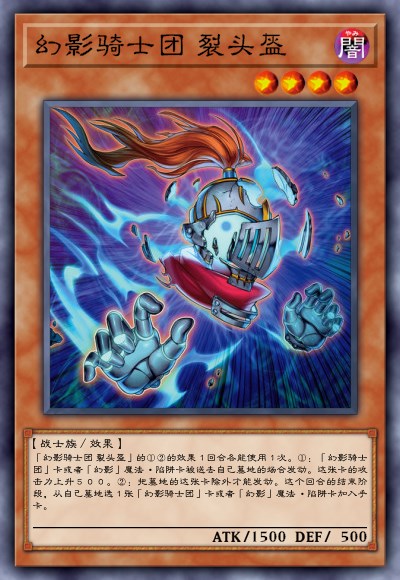 幻影骑士团 裂头盔
やみ
闇
【战士族／效果】
「幻影骑士团 裂头盔」的①②的效果１回合各能使用１次。①：「幻影骑士
团」卡或者「幻影」魔法·陷阱卡被送去自己墓地的场合发动。这张卡的攻
击力上升５００。②：把墓地的这张卡除外才能发动。这个回合的结束阶
段，从自己墓地选１张「幻影骑士团」卡或者「幻影」魔法·陷阱卡加入手
卡。
ATK/1500 DEF/ 500